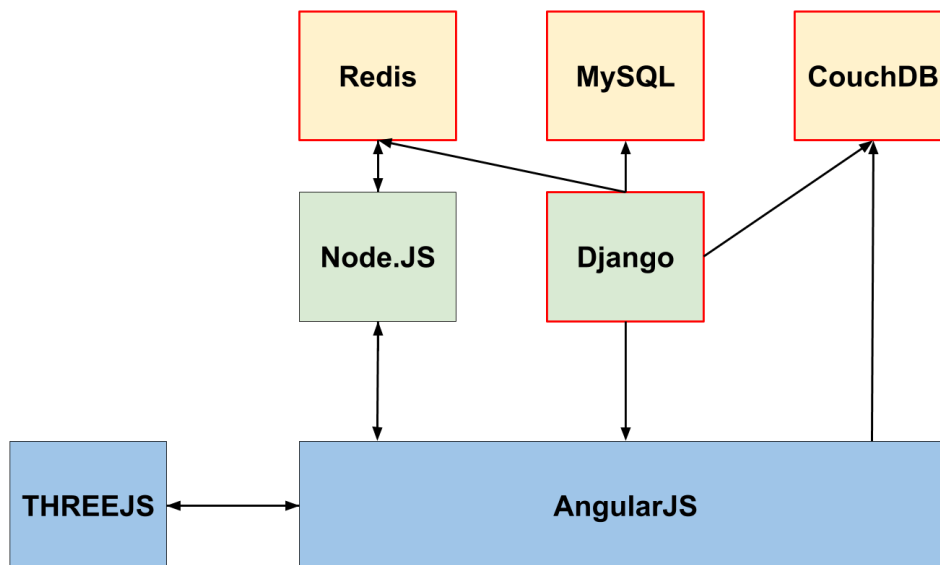 Redis
MySQL
CouchDB
Node.JS
Django
THREEJS
AngularJS